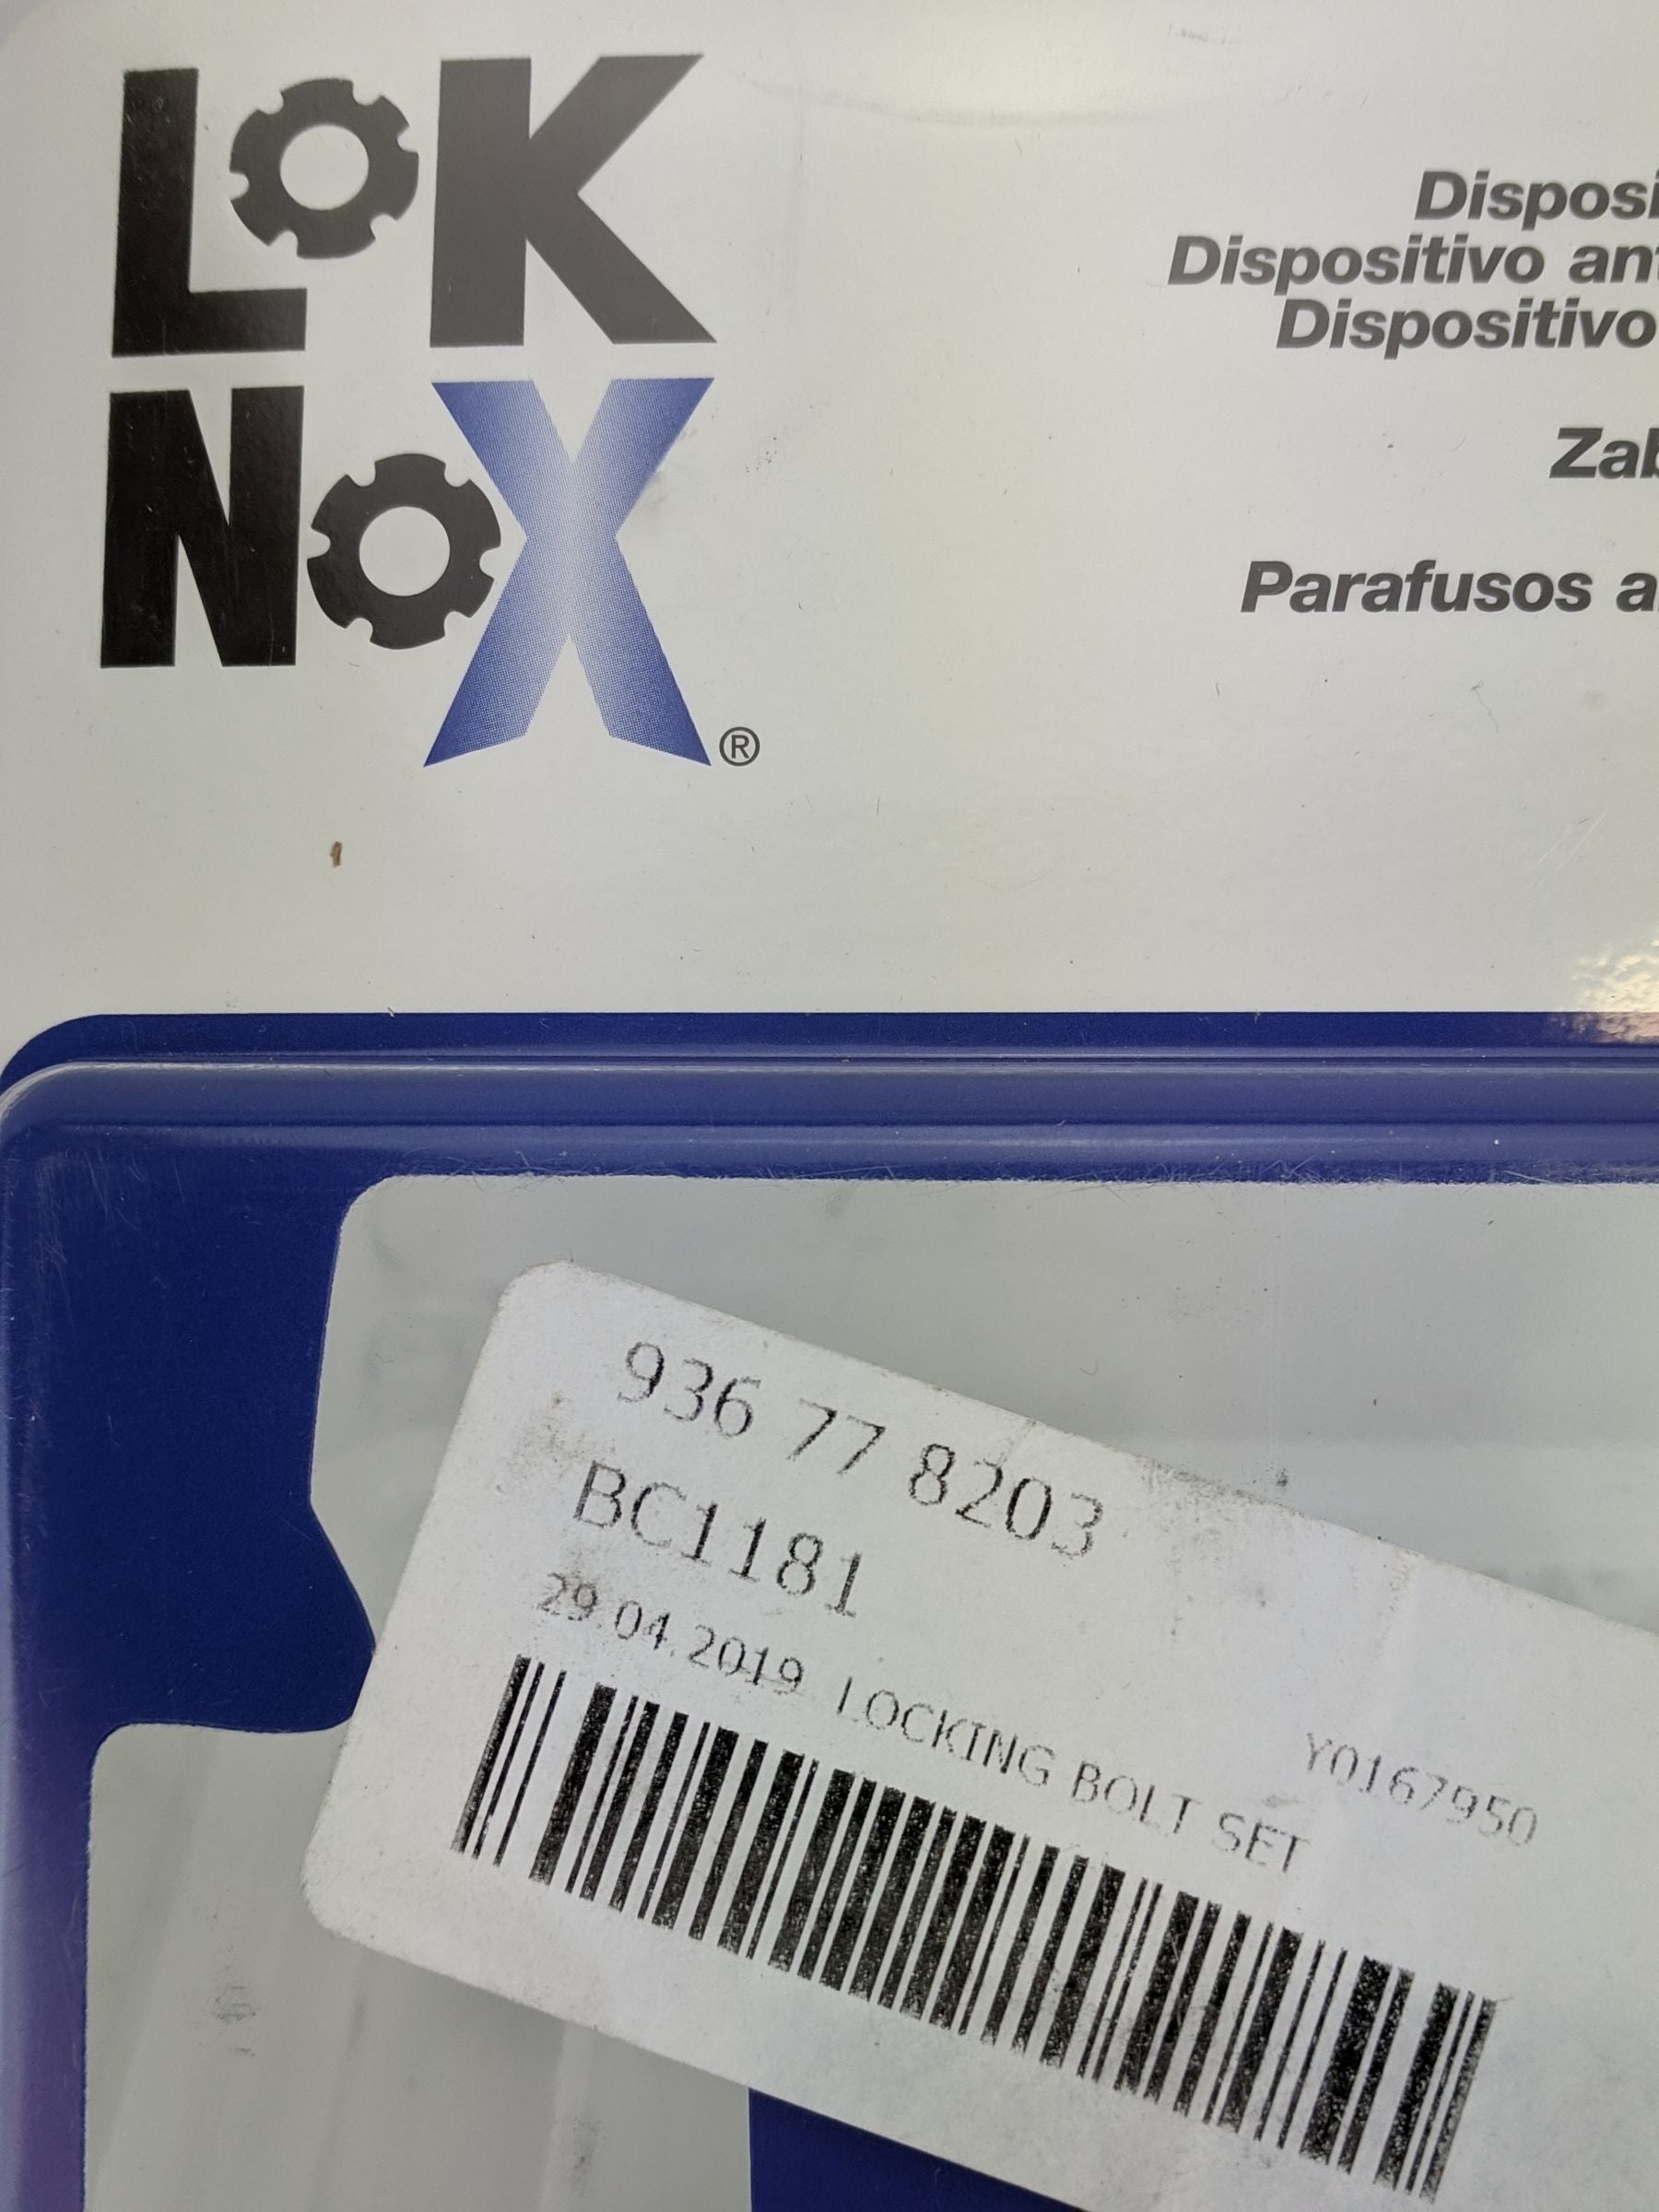 LoK
NoX®
Disposi
Dispositivo ant
Dispositivo
Zab
Parafusos a
936 77 8203
BC1181
29.04.2019 LOCKING BOLT SET
Y0167950